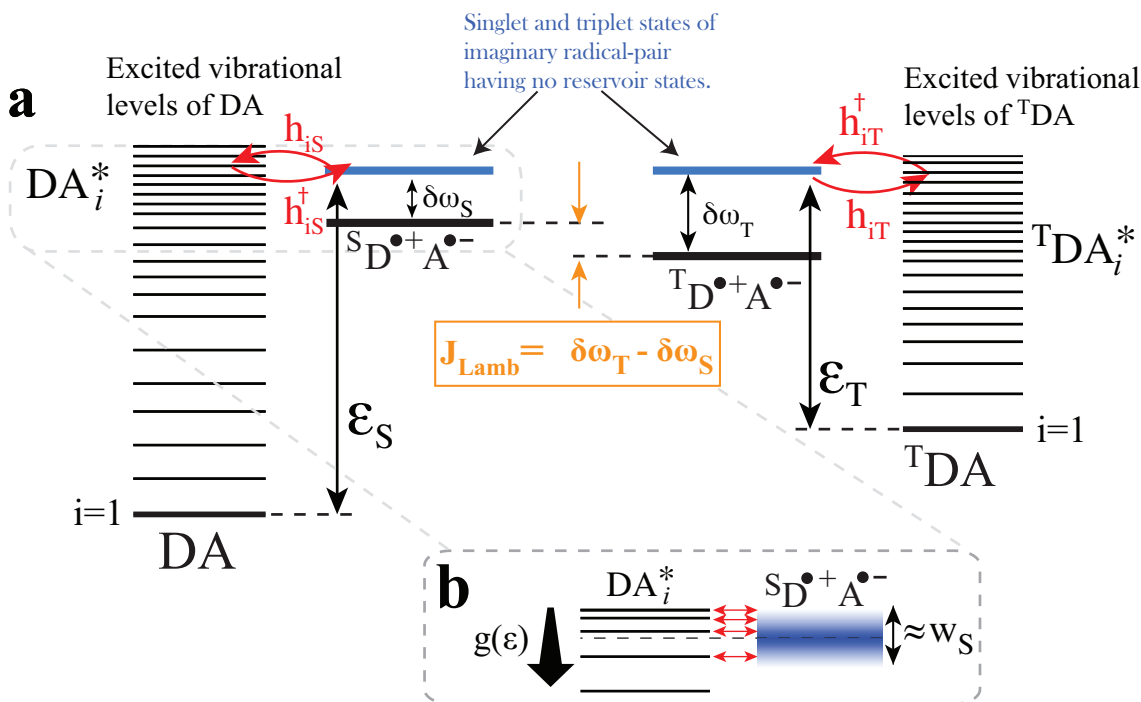 Singlet and triplet states of
imaginary radical-pair
having no reservoir states.
a
Excited vibrational
levels of DA
Excited vibrational
levels of ᵀDA
h_iS
h†_iS
h†_iT
h_iT
DA*_i
δω_S
ˢD•+A•−
δω_T
ᵀD•+A•−
ᵀDA*_i
J_Lamb = δω_T - δω_S
ε_S
ε_T
i=1
DA
i=1
ᵀDA
b
DA*_i
ˢD•+A•−
g(ε)
≈w_S